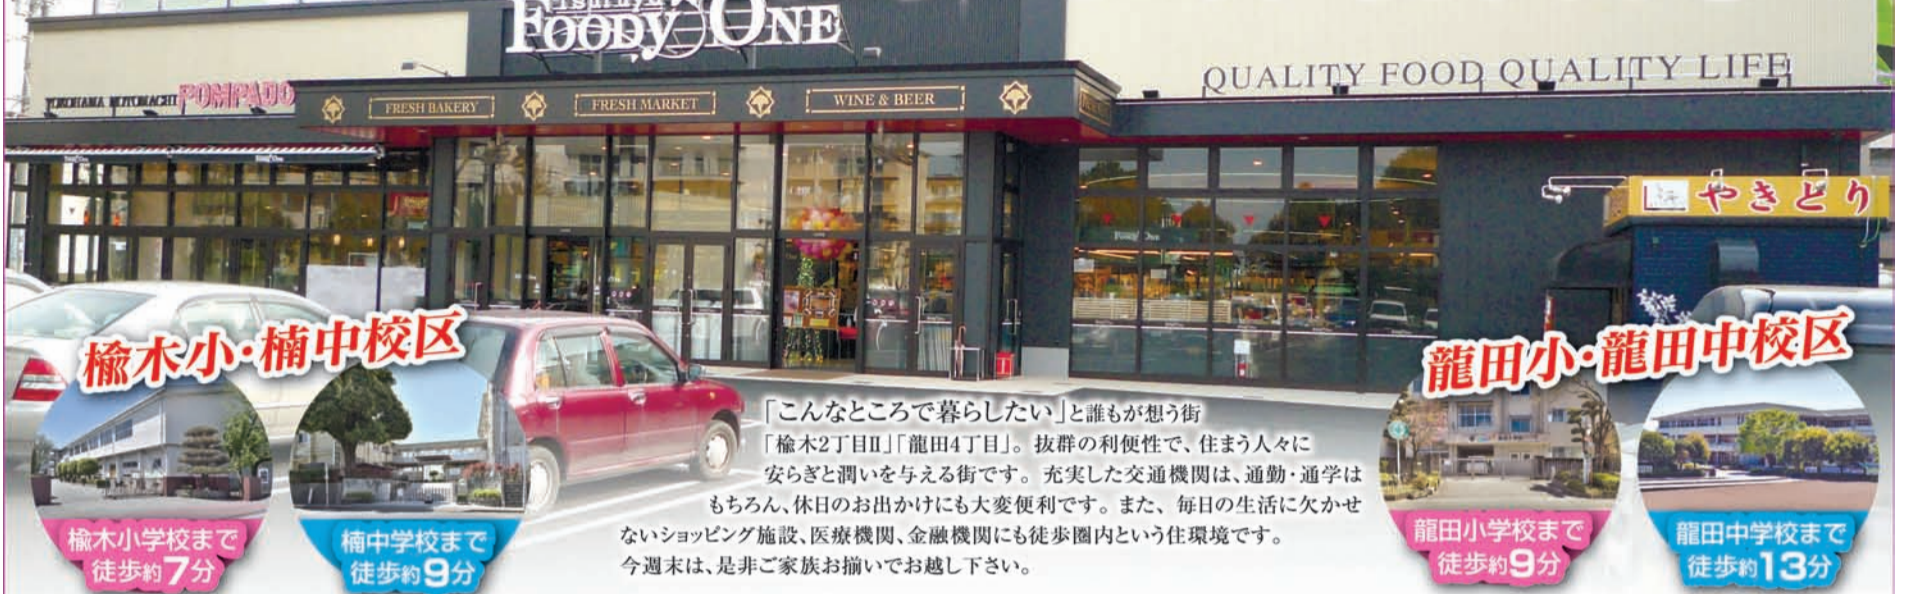 FOODY ONE
QUALITY FOOD QUALITY LIFE
YOKOHAMA MOTOMACHI POMPADO
FRESH BAKERY
FRESH MARKET
WINE & BEER
やきとり
楡木小・楠中校区
龍田小・龍田中校区
「こんなところで暮らしたい」と誰もが想う街
「楡木2丁目II」「龍田4丁目」。抜群の利便性で、住まう人々に
安らぎと潤いを与える街です。充実した交通機関は、通勤・通学は
もちろん、休日のお出かけにも大変便利です。また、毎日の生活に欠かせ
ないショッピング施設、医療機関、金融機関にも徒歩圏内という住環境です。
今週末は、是非ご家族お揃いでお越し下さい。
楡木小学校まで
徒歩約7分
楠中学校まで
徒歩約9分
龍田小学校まで
徒歩約9分
龍田中学校まで
徒歩約13分